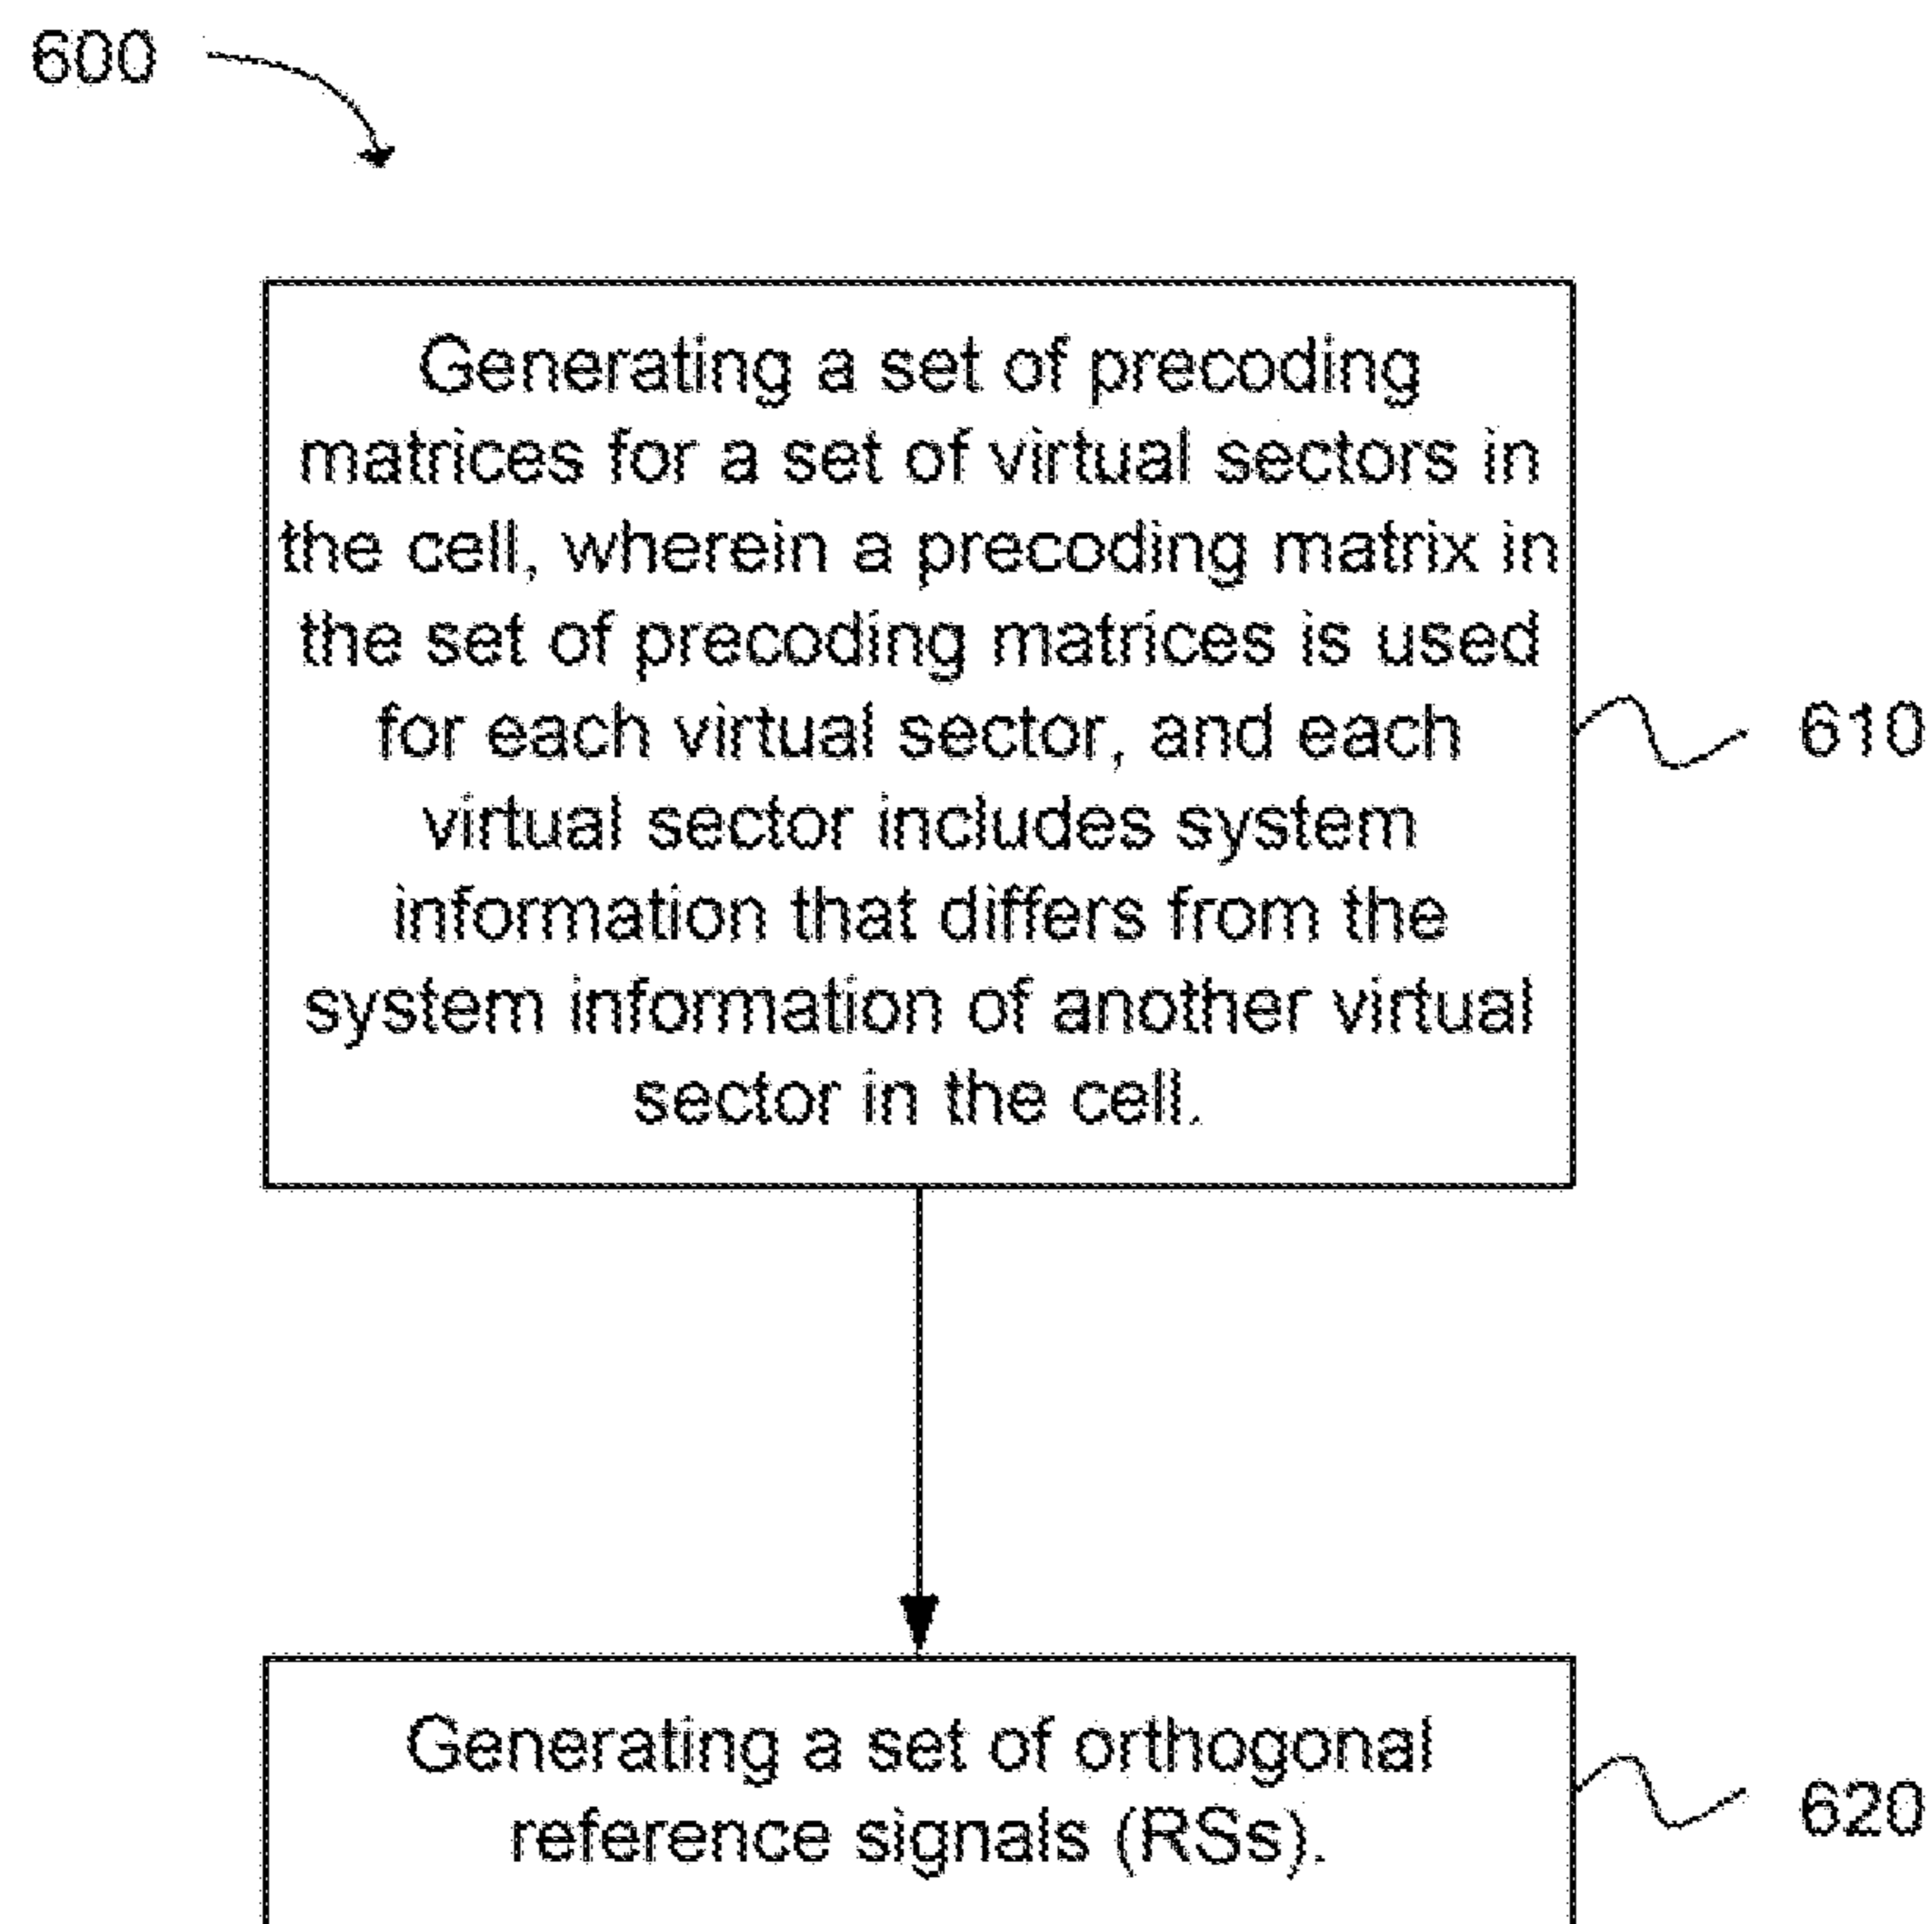 600
Generating a set of precoding
matrices for a set of virtual sectors in
the cell, wherein a precoding matrix in
the set of precoding matrices is used
for each virtual sector, and each
virtual sector includes system
information that differs from the
system information of another virtual
sector in the cell.
610
Generating a set of orthogonal
reference signals (RSs).
620